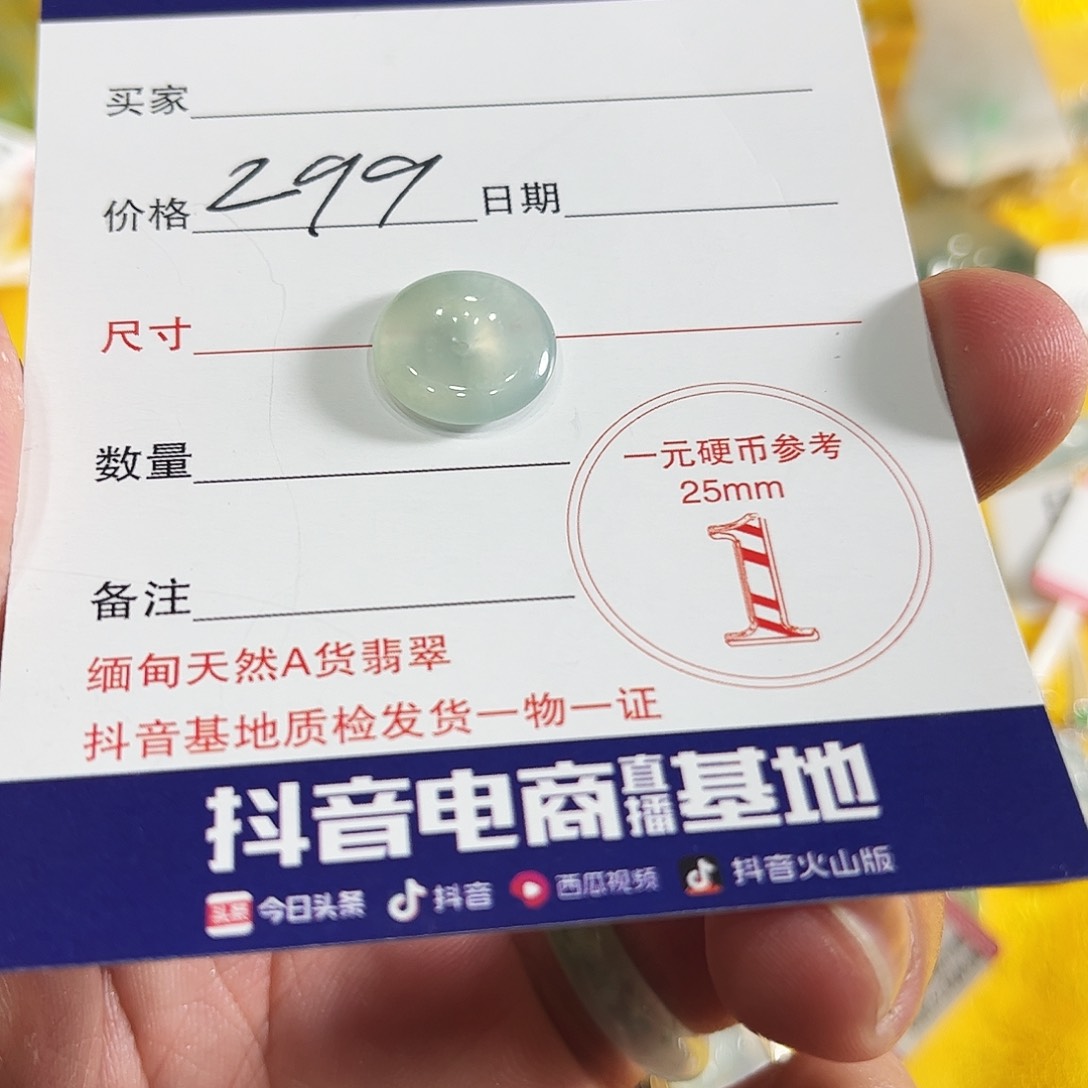 买家
价格 299 日期
尺寸
数量
一元硬币参考
25mm
1
备注
缅甸天然A货翡翠
抖音基地质检发货一物一证
抖音电商直播基地
头条 今日头条 抖音 西瓜视频 抖音火山版